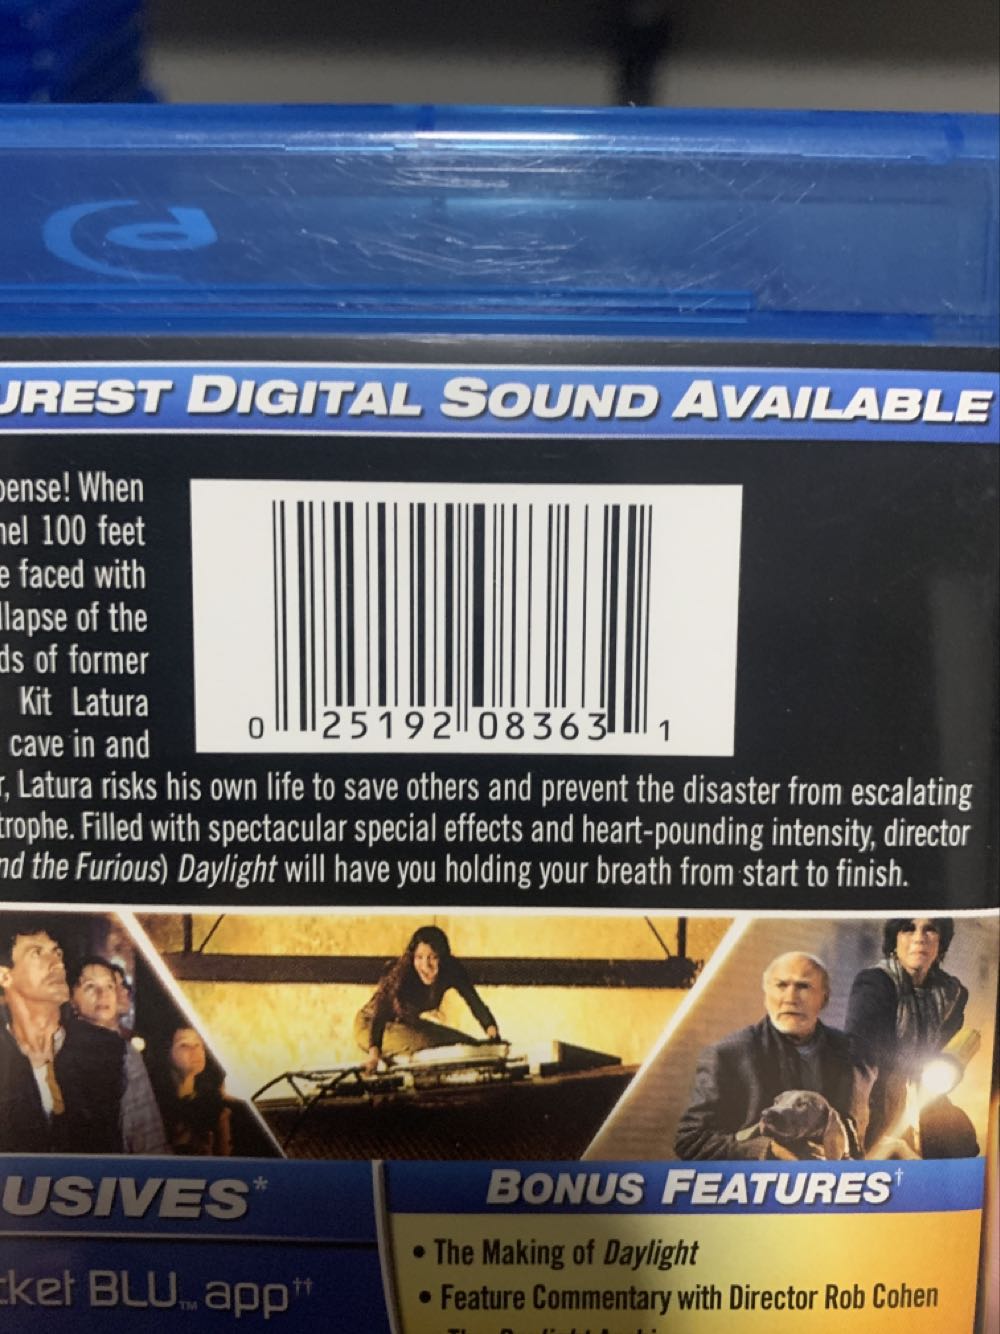 UREST DIGITAL SOUND AVAILABLE
pense! When
nel 100 feet
e faced with
llapse of the
ds of former
Kit Latura
cave in and
0 25192 08363 1
r, Latura risks his own life to save others and prevent the disaster from escalating
trophe. Filled with spectacular special effects and heart-pounding intensity, director
nd the Furious) Daylight will have you holding your breath from start to finish.
USIVES*
cket BLU™ app††
BONUS FEATURES†
• The Making of Daylight
• Feature Commentary with Director Rob Cohen